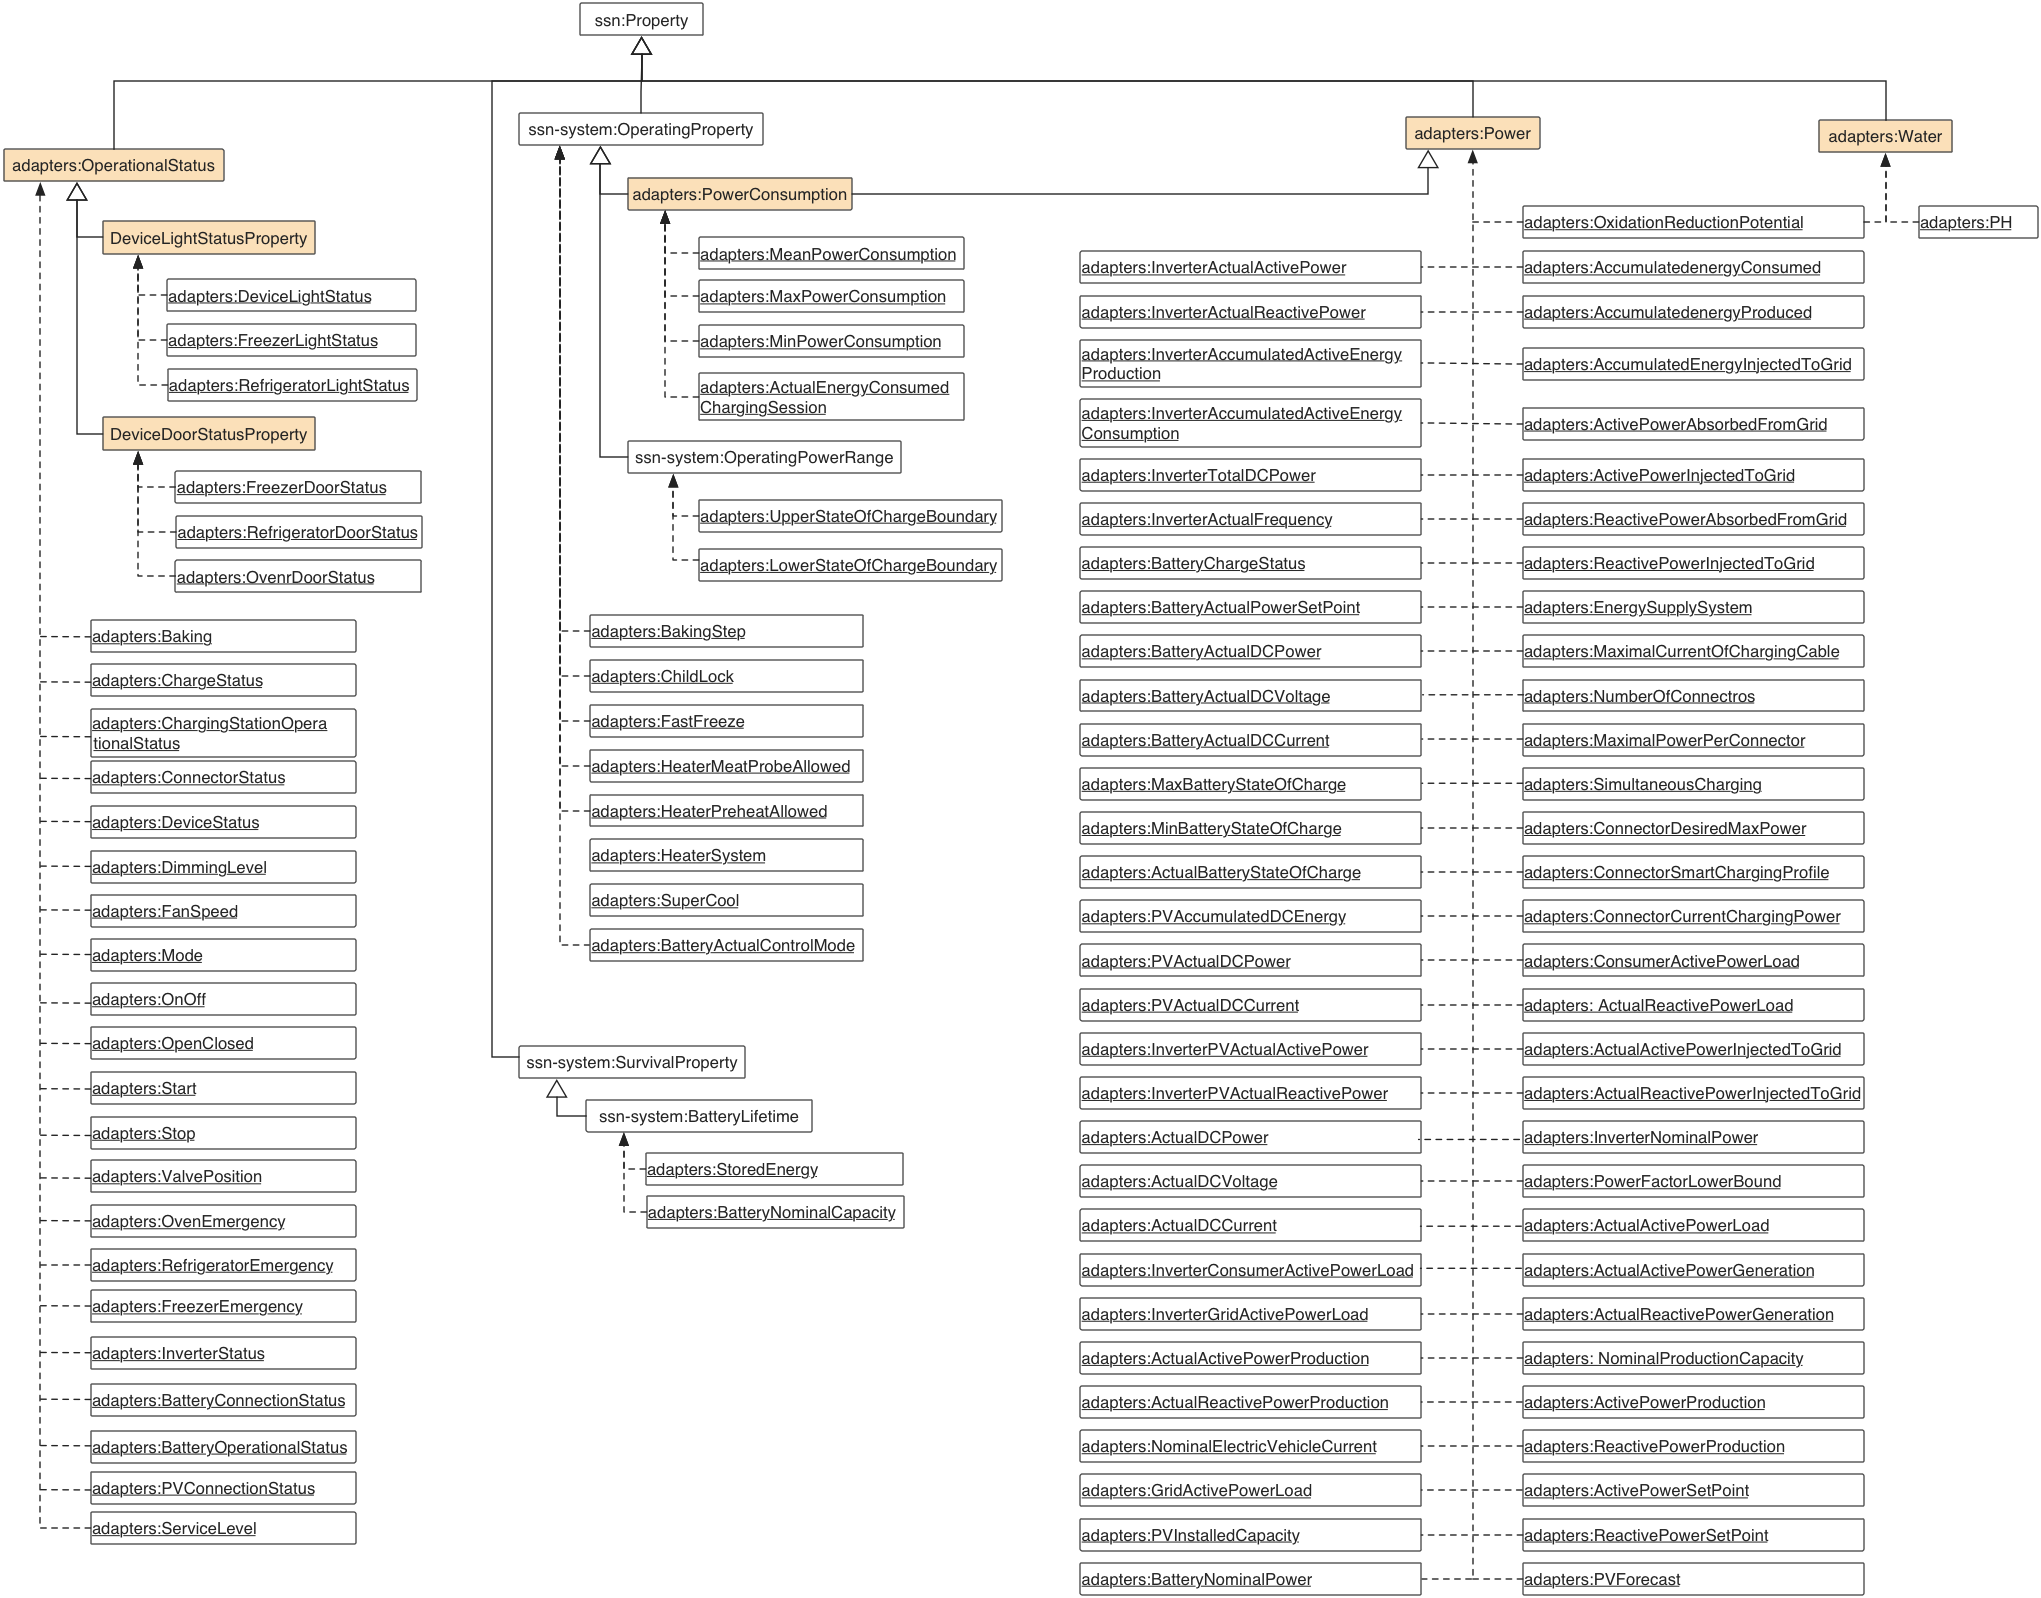 ssn:Property
adapters:OperationalStatus
DeviceLightStatusProperty
adapters:DeviceLightStatus
adapters:FreezerLightStatus
adapters:RefrigeratorLightStatus
DeviceDoorStatusProperty
adapters:FreezerDoorStatus
adapters:RefrigeratorDoorStatus
adapters:OvenrDoorStatus
adapters:Baking
adapters:ChargeStatus
adapters:ChargingStationOpera
tionalStatus
adapters:ConnectorStatus
adapters:DeviceStatus
adapters:DimmingLevel
adapters:FanSpeed
adapters:Mode
adapters:OnOff
adapters:OpenClosed
adapters:Start
adapters:Stop
adapters:ValvePosition
adapters:OvenEmergency
adapters:RefrigeratorEmergency
adapters:FreezerEmergency
adapters:InverterStatus
adapters:BatteryConnectionStatus
adapters:BatteryOperationalStatus
adapters:PVConnectionStatus
adapters:ServiceLevel
ssn-system:OperatingProperty
adapters:PowerConsumption
adapters:MeanPowerConsumption
adapters:MaxPowerConsumption
adapters:MinPowerConsumption
adapters:ActualEnergyConsumed
ChargingSession
ssn-system:OperatingPowerRange
adapters:UpperStateOfChargeBoundary
adapters:LowerStateOfChargeBoundary
adapters:BakingStep
adapters:ChildLock
adapters:FastFreeze
adapters:HeaterMeatProbeAllowed
adapters:HeaterPreheatAllowed
adapters:HeaterSystem
adapters:SuperCool
adapters:BatteryActualControlMode
ssn-system:SurvivalProperty
ssn-system:BatteryLifetime
adapters:StoredEnergy
adapters:BatteryNominalCapacity
adapters:Power
adapters:InverterActualActivePower
adapters:InverterActualReactivePower
adapters:InverterAccumulatedActiveEnergy
Production
adapters:InverterAccumulatedActiveEnergy
Consumption
adapters:InverterTotalDCPower
adapters:InverterActualFrequency
adapters:BatteryChargeStatus
adapters:BatteryActualPowerSetPoint
adapters:BatteryActualDCPower
adapters:BatteryActualDCVoltage
adapters:BatteryActualDCCurrent
adapters:MaxBatteryStateOfCharge
adapters:MinBatteryStateOfCharge
adapters:ActualBatteryStateOfCharge
adapters:PVAccumulatedDCEnergy
adapters:PVActualDCPower
adapters:PVActualDCCurrent
adapters:InverterPVActualActivePower
adapters:InverterPVActualReactivePower
adapters:ActualDCPower
adapters:ActualDCVoltage
adapters:ActualDCCurrent
adapters:InverterConsumerActivePowerLoad
adapters:InverterGridActivePowerLoad
adapters:ActualActivePowerProduction
adapters:ActualReactivePowerProduction
adapters:NominalElectricVehicleCurrent
adapters:GridActivePowerLoad
adapters:PVInstalledCapacity
adapters:BatteryNominalPower
adapters:Water
adapters:OxidationReductionPotential
adapters:PH
adapters:AccumulatedenergyConsumed
adapters:AccumulatedenergyProduced
adapters:AccumulatedEnergyInjectedToGrid
adapters:ActivePowerAbsorbedFromGrid
adapters:ActivePowerInjectedToGrid
adapters:ReactivePowerAbsorbedFromGrid
adapters:ReactivePowerInjectedToGrid
adapters:EnergySupplySystem
adapters:MaximalCurrentOfChargingCable
adapters:NumberOfConnectros
adapters:MaximalPowerPerConnector
adapters:SimultaneousCharging
adapters:ConnectorDesiredMaxPower
adapters:ConnectorSmartChargingProfile
adapters:ConnectorCurrentChargingPower
adapters:ConsumerActivePowerLoad
adapters: ActualReactivePowerLoad
adapters:ActualActivePowerInjectedToGrid
adapters:ActualReactivePowerInjectedToGrid
adapters:InverterNominalPower
adapters:PowerFactorLowerBound
adapters:ActualActivePowerLoad
adapters:ActualActivePowerGeneration
adapters:ActualReactivePowerGeneration
adapters: NominalProductionCapacity
adapters:ActivePowerProduction
adapters:ReactivePowerProduction
adapters:ActivePowerSetPoint
adapters:ReactivePowerSetPoint
adapters:PVForecast